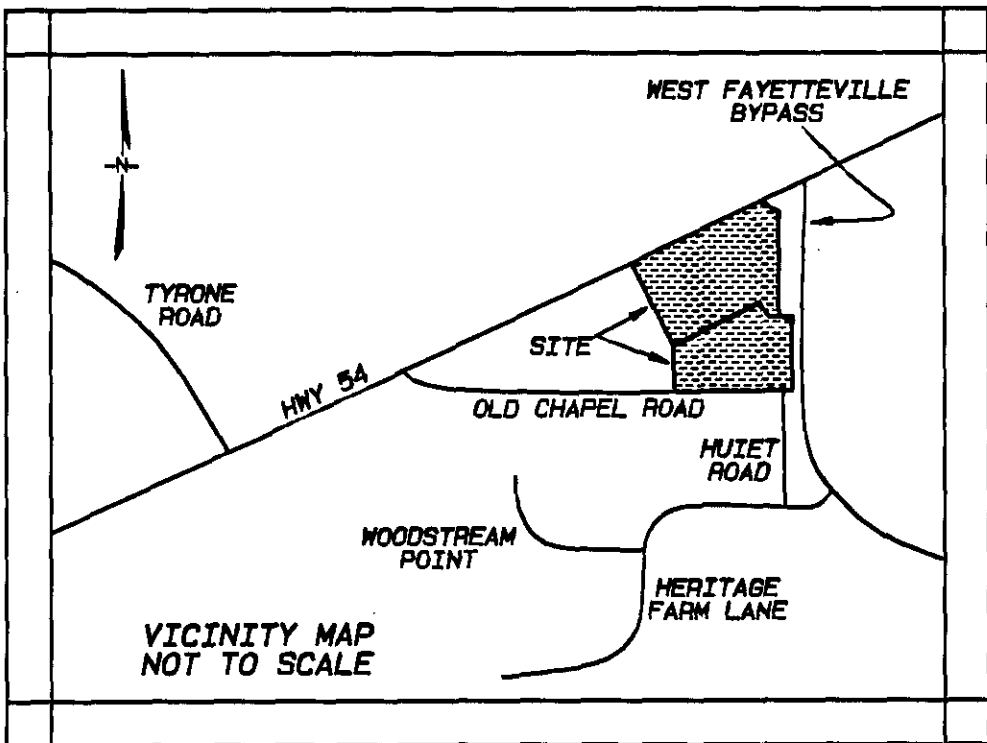 WEST FAYETTEVILLE
BYPASS
N
TYRONE
ROAD
SITE
HWY 54
OLD CHAPEL ROAD
HUIET
ROAD
WOODSTREAM
POINT
HERITAGE
FARM LANE
VICINITY MAP
NOT TO SCALE